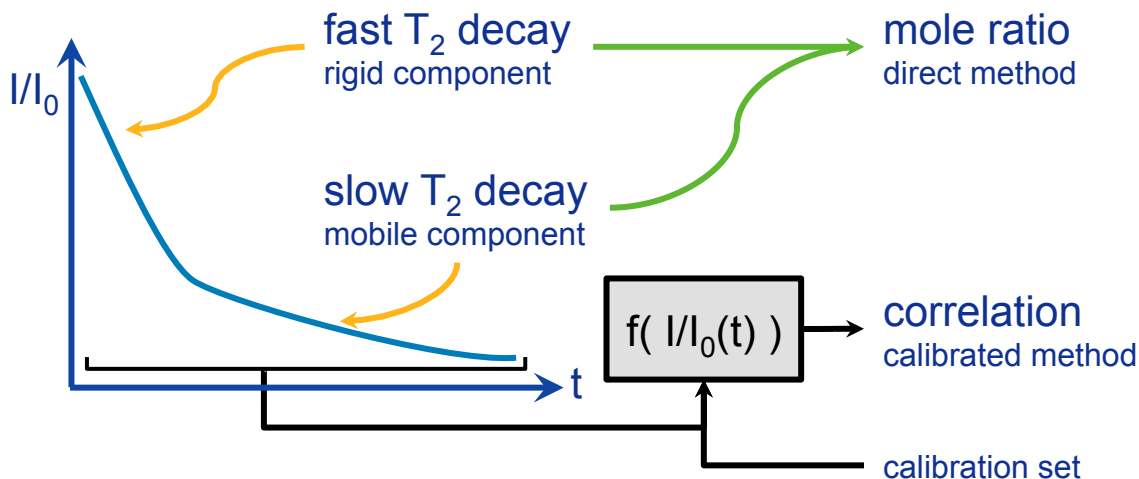 fast T₂ decay
rigid component
mole ratio
direct method
I/I₀
slow T₂ decay
mobile component
f( I/I₀(t) )
correlation
calibrated method
t
calibration set